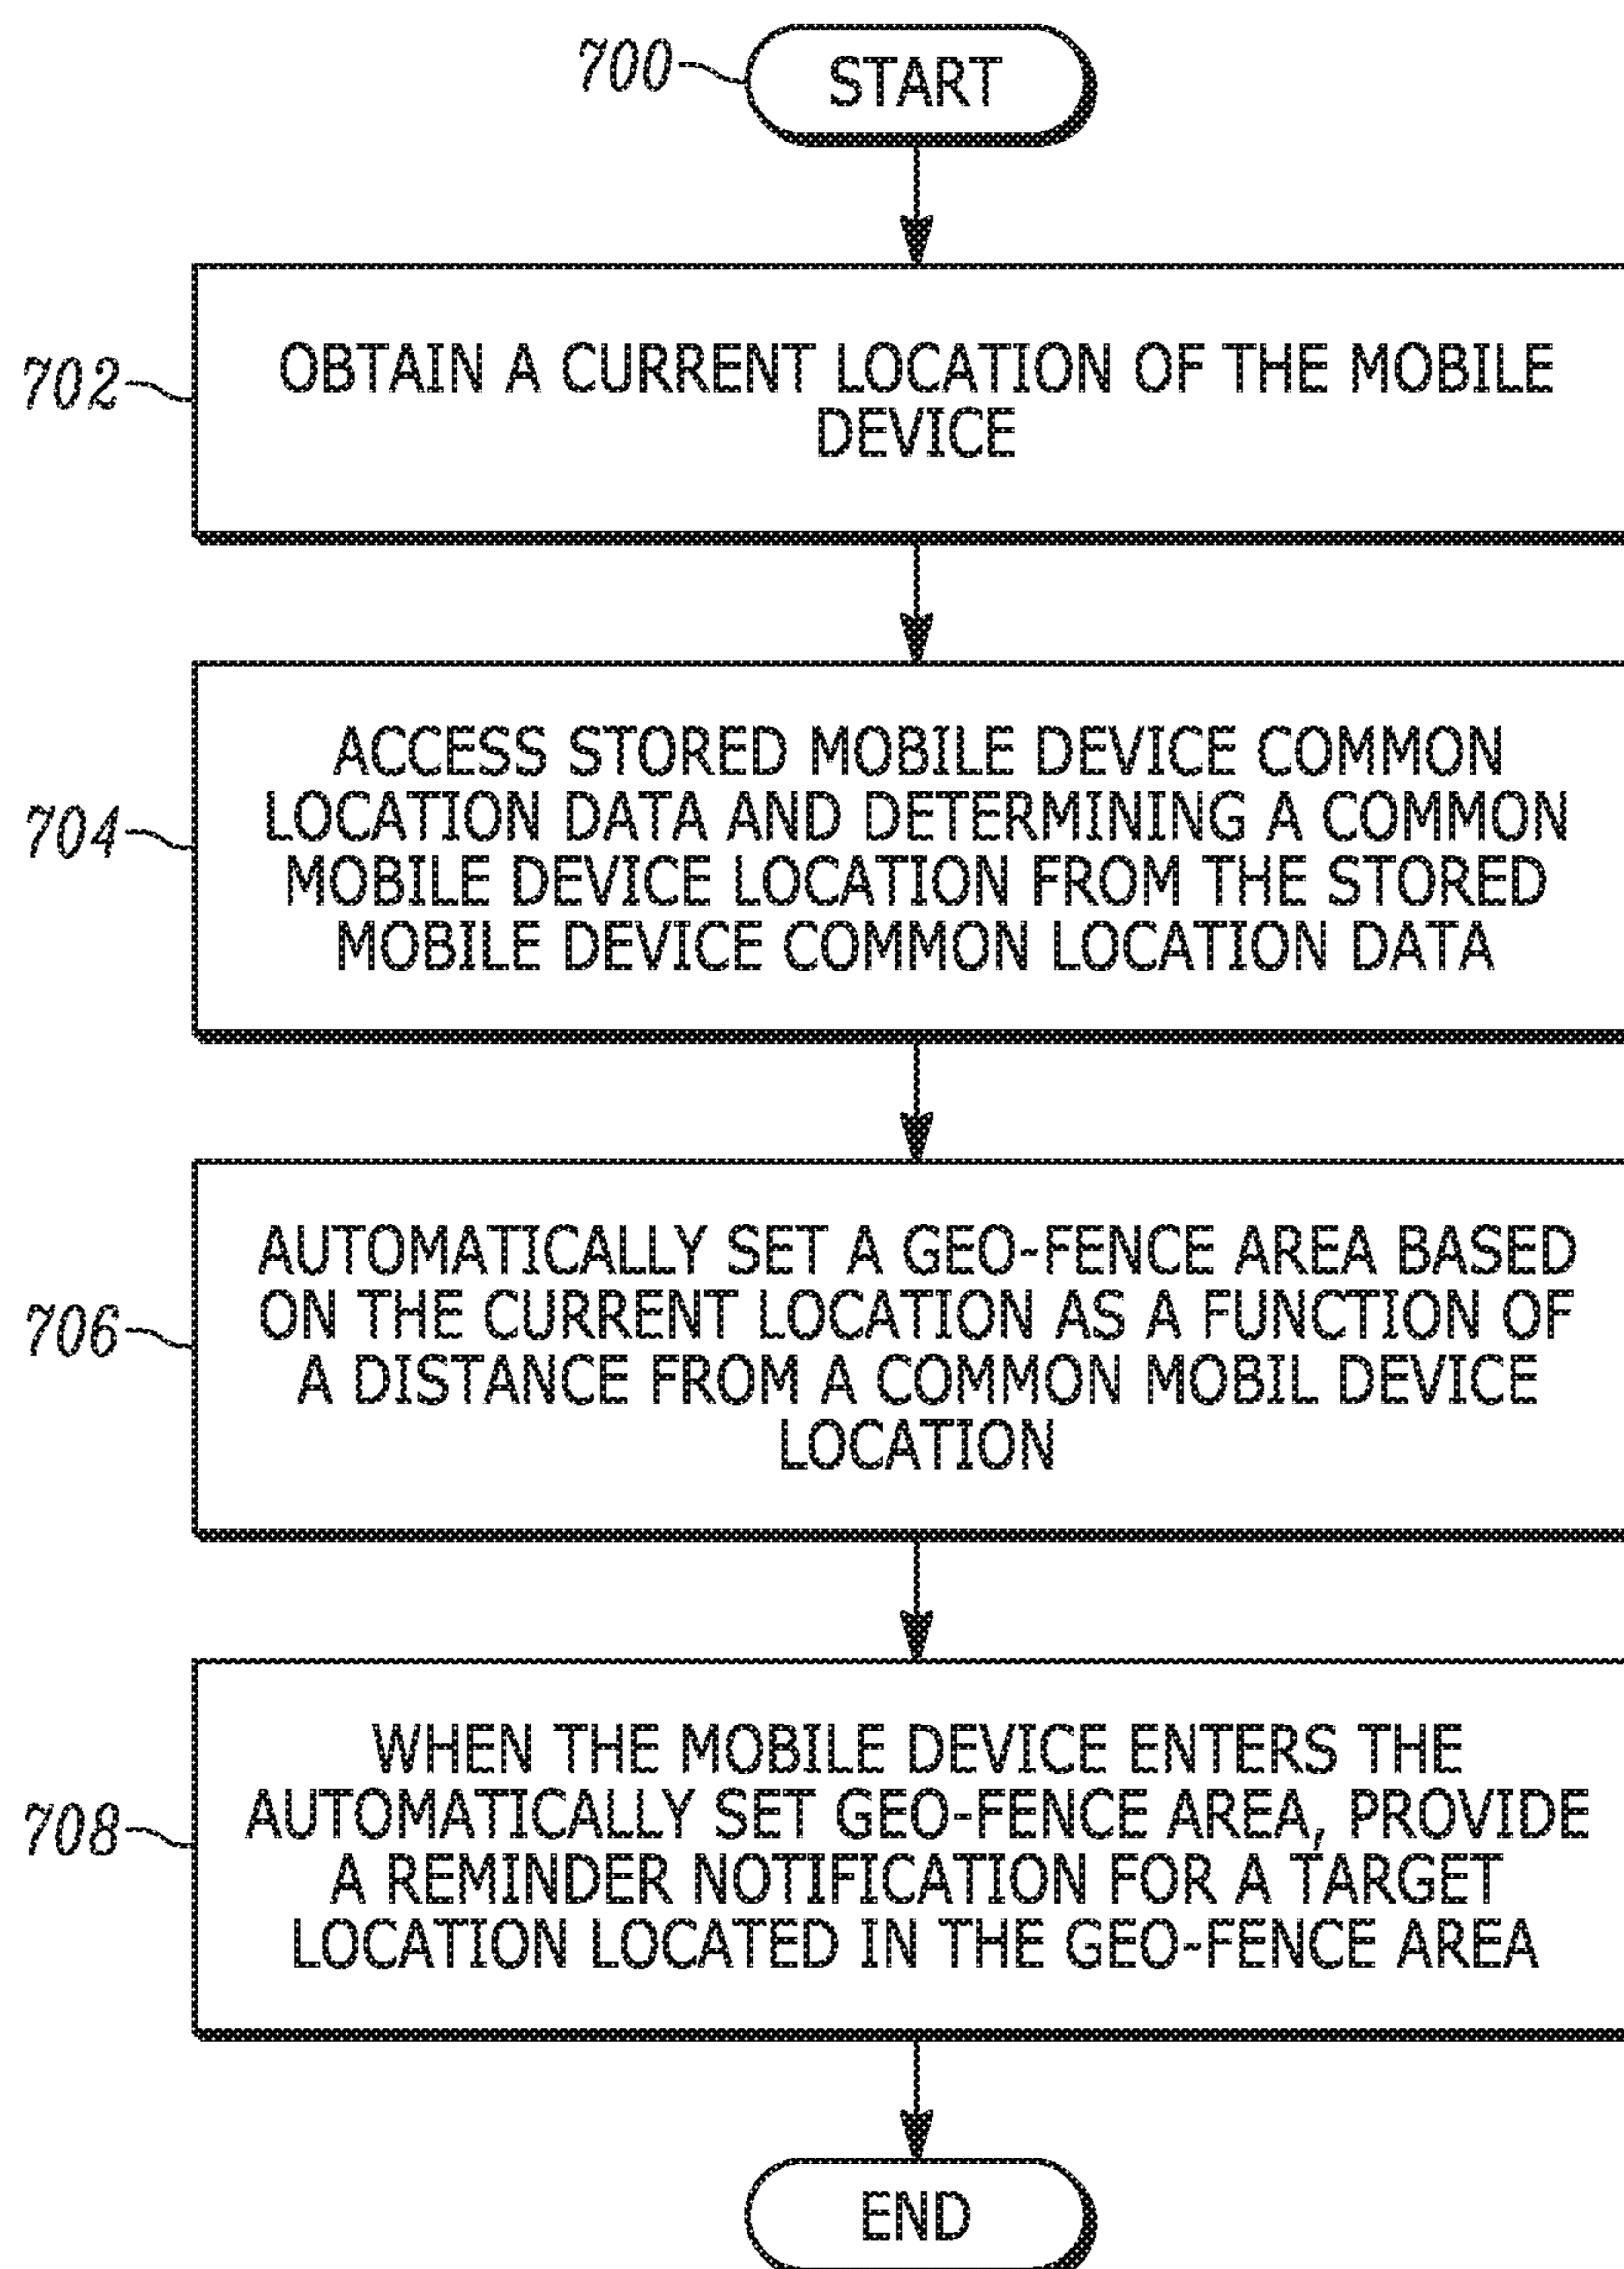 700
START
702
OBTAIN A CURRENT LOCATION OF THE MOBILE
DEVICE
704
ACCESS STORED MOBILE DEVICE COMMON
LOCATION DATA AND DETERMINING A COMMON
MOBILE DEVICE LOCATION FROM THE STORED
MOBILE DEVICE COMMON LOCATION DATA
706
AUTOMATICALLY SET A GEO-FENCE AREA BASED
ON THE CURRENT LOCATION AS A FUNCTION OF
A DISTANCE FROM A COMMON MOBIL DEVICE
LOCATION
708
WHEN THE MOBILE DEVICE ENTERS THE
AUTOMATICALLY SET GEO-FENCE AREA, PROVIDE
A REMINDER NOTIFICATION FOR A TARGET
LOCATION LOCATED IN THE GEO-FENCE AREA
END